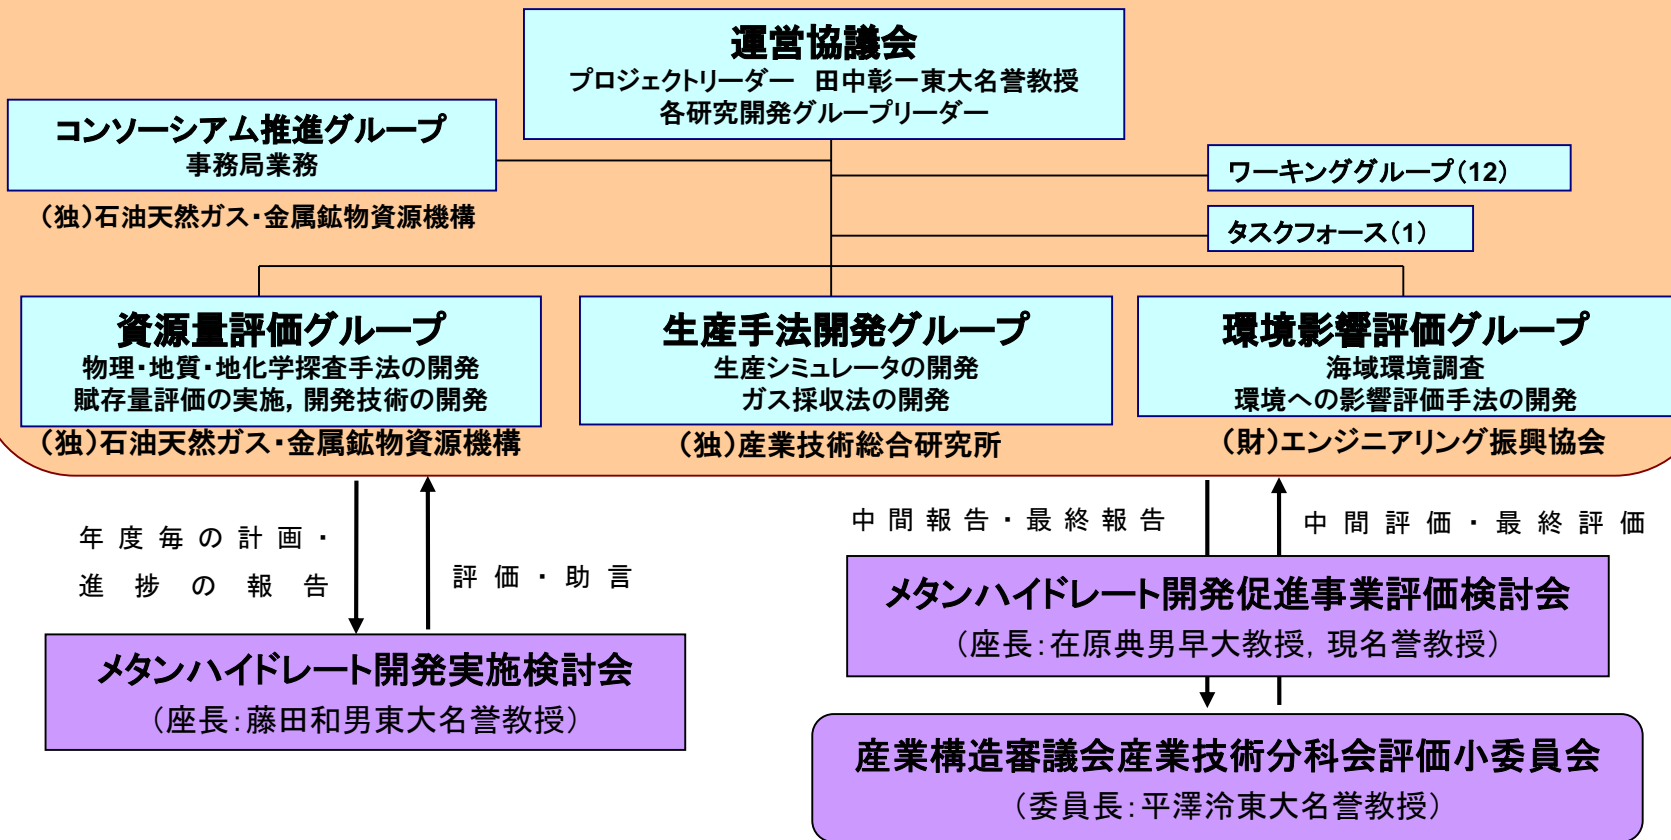 運営協議会
プロジェクトリーダー　田中彰一東大名誉教授
各研究開発グループリーダー
コンソーシアム推進グループ
事務局業務
（独）石油天然ガス・金属鉱物資源機構
ワーキンググループ（12）
タスクフォース（1）
資源量評価グループ
物理・地質・地化学探査手法の開発
賦存量評価の実施，開発技術の開発
（独）石油天然ガス・金属鉱物資源機構
生産手法開発グループ
生産シミュレータの開発
ガス採収法の開発
（独）産業技術総合研究所
環境影響評価グループ
海域環境調査
環境への影響評価手法の開発
（財）エンジニアリング振興協会
年度毎の計画・
進捗の報告
評価・助言
中間報告・最終報告
中間評価・最終評価
メタンハイドレート開発実施検討会
（座長：藤田和男東大名誉教授）
メタンハイドレート開発促進事業評価検討会
（座長：在原典男早大教授，現名誉教授）
産業構造審議会産業技術分科会評価小委員会
（委員長：平澤泠東大名誉教授）